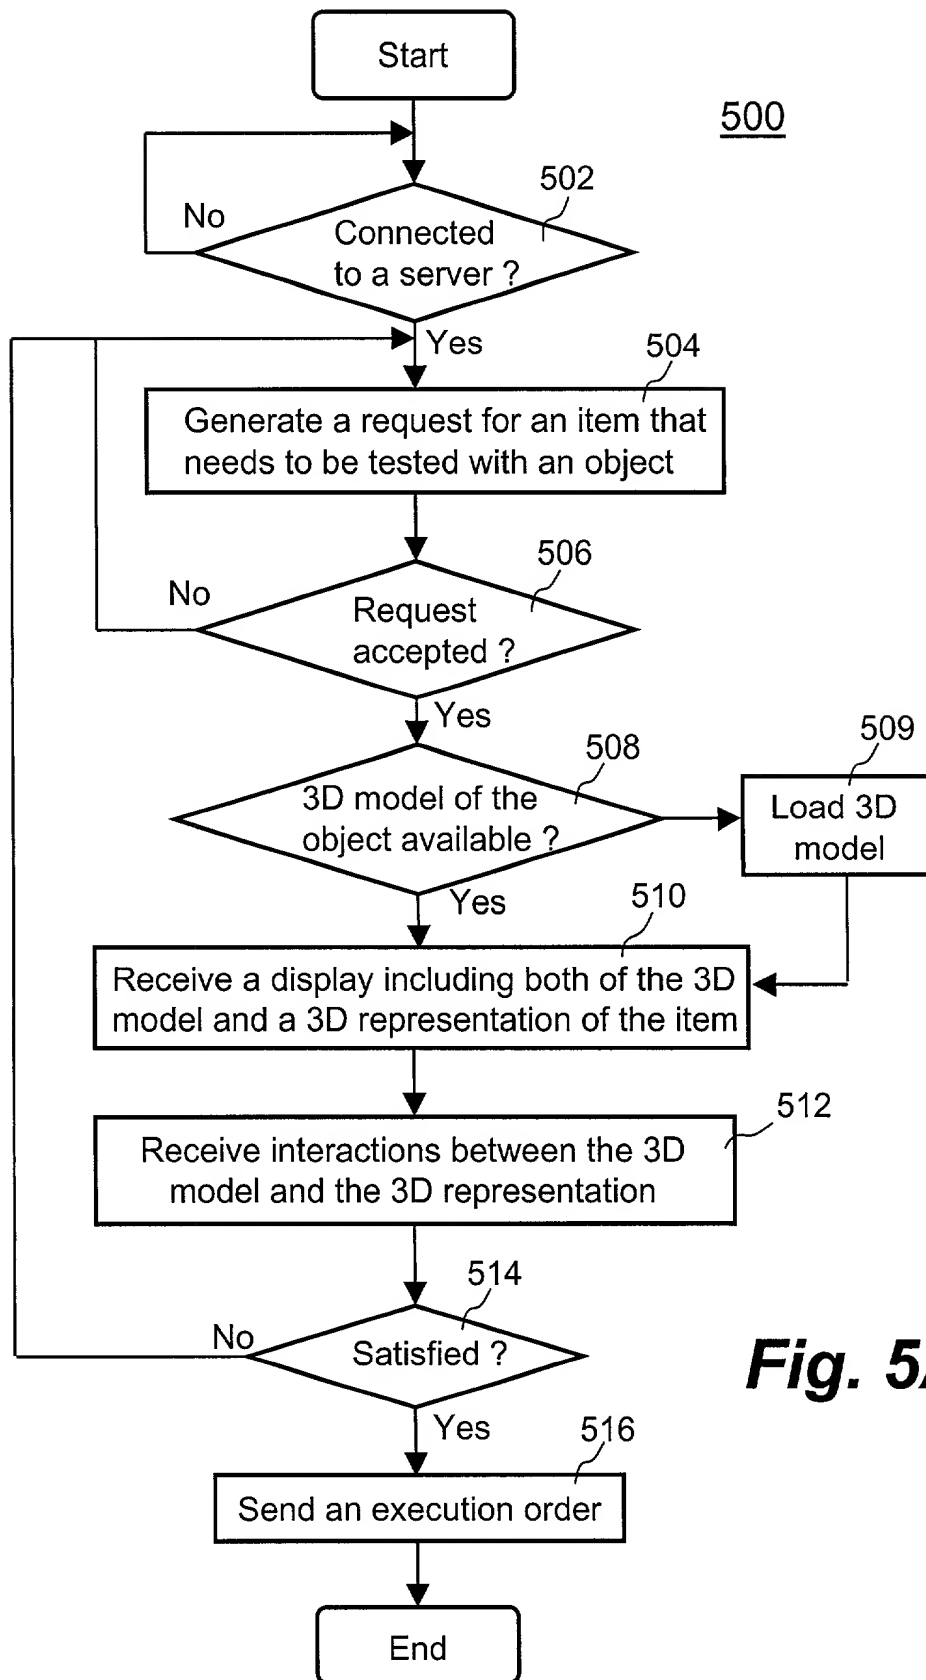 Start
500
502
No
Connected
to a server ?
Yes
504
Generate a request for an item that
needs to be tested with an object
506
No
Request
accepted ?
Yes
508
509
3D model of the
object available ?
Load 3D
model
Yes
510
Receive a display including both of the 3D
model and a 3D representation of the item
512
Receive interactions between the 3D
model and the 3D representation
514
No
Satisfied ?
Fig. 5A
Yes
516
Send an execution order
End